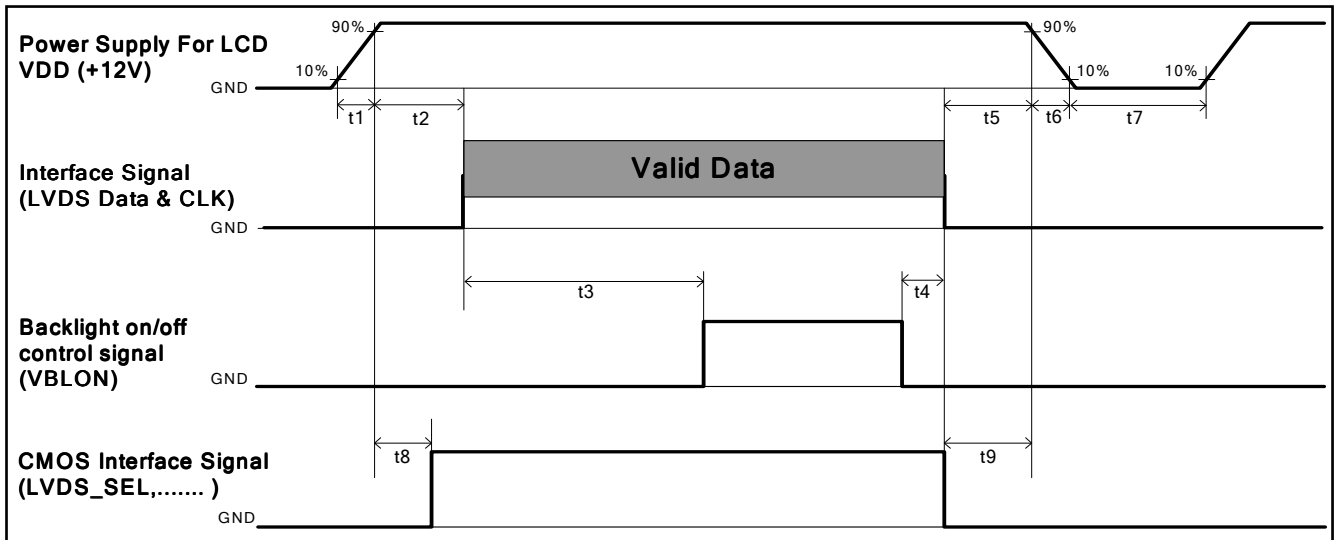 Power Supply For LCD
VDD (+12V)
90%
10%
GND
90%
10%
10%
t1
t2
t5
t6
t7
Interface Signal
(LVDS Data & CLK)
Valid Data
GND
t3
t4
Backlight on/off
control signal
(VBLON)
GND
t8
t9
CMOS Interface Signal
(LVDS_SEL,....... )
GND